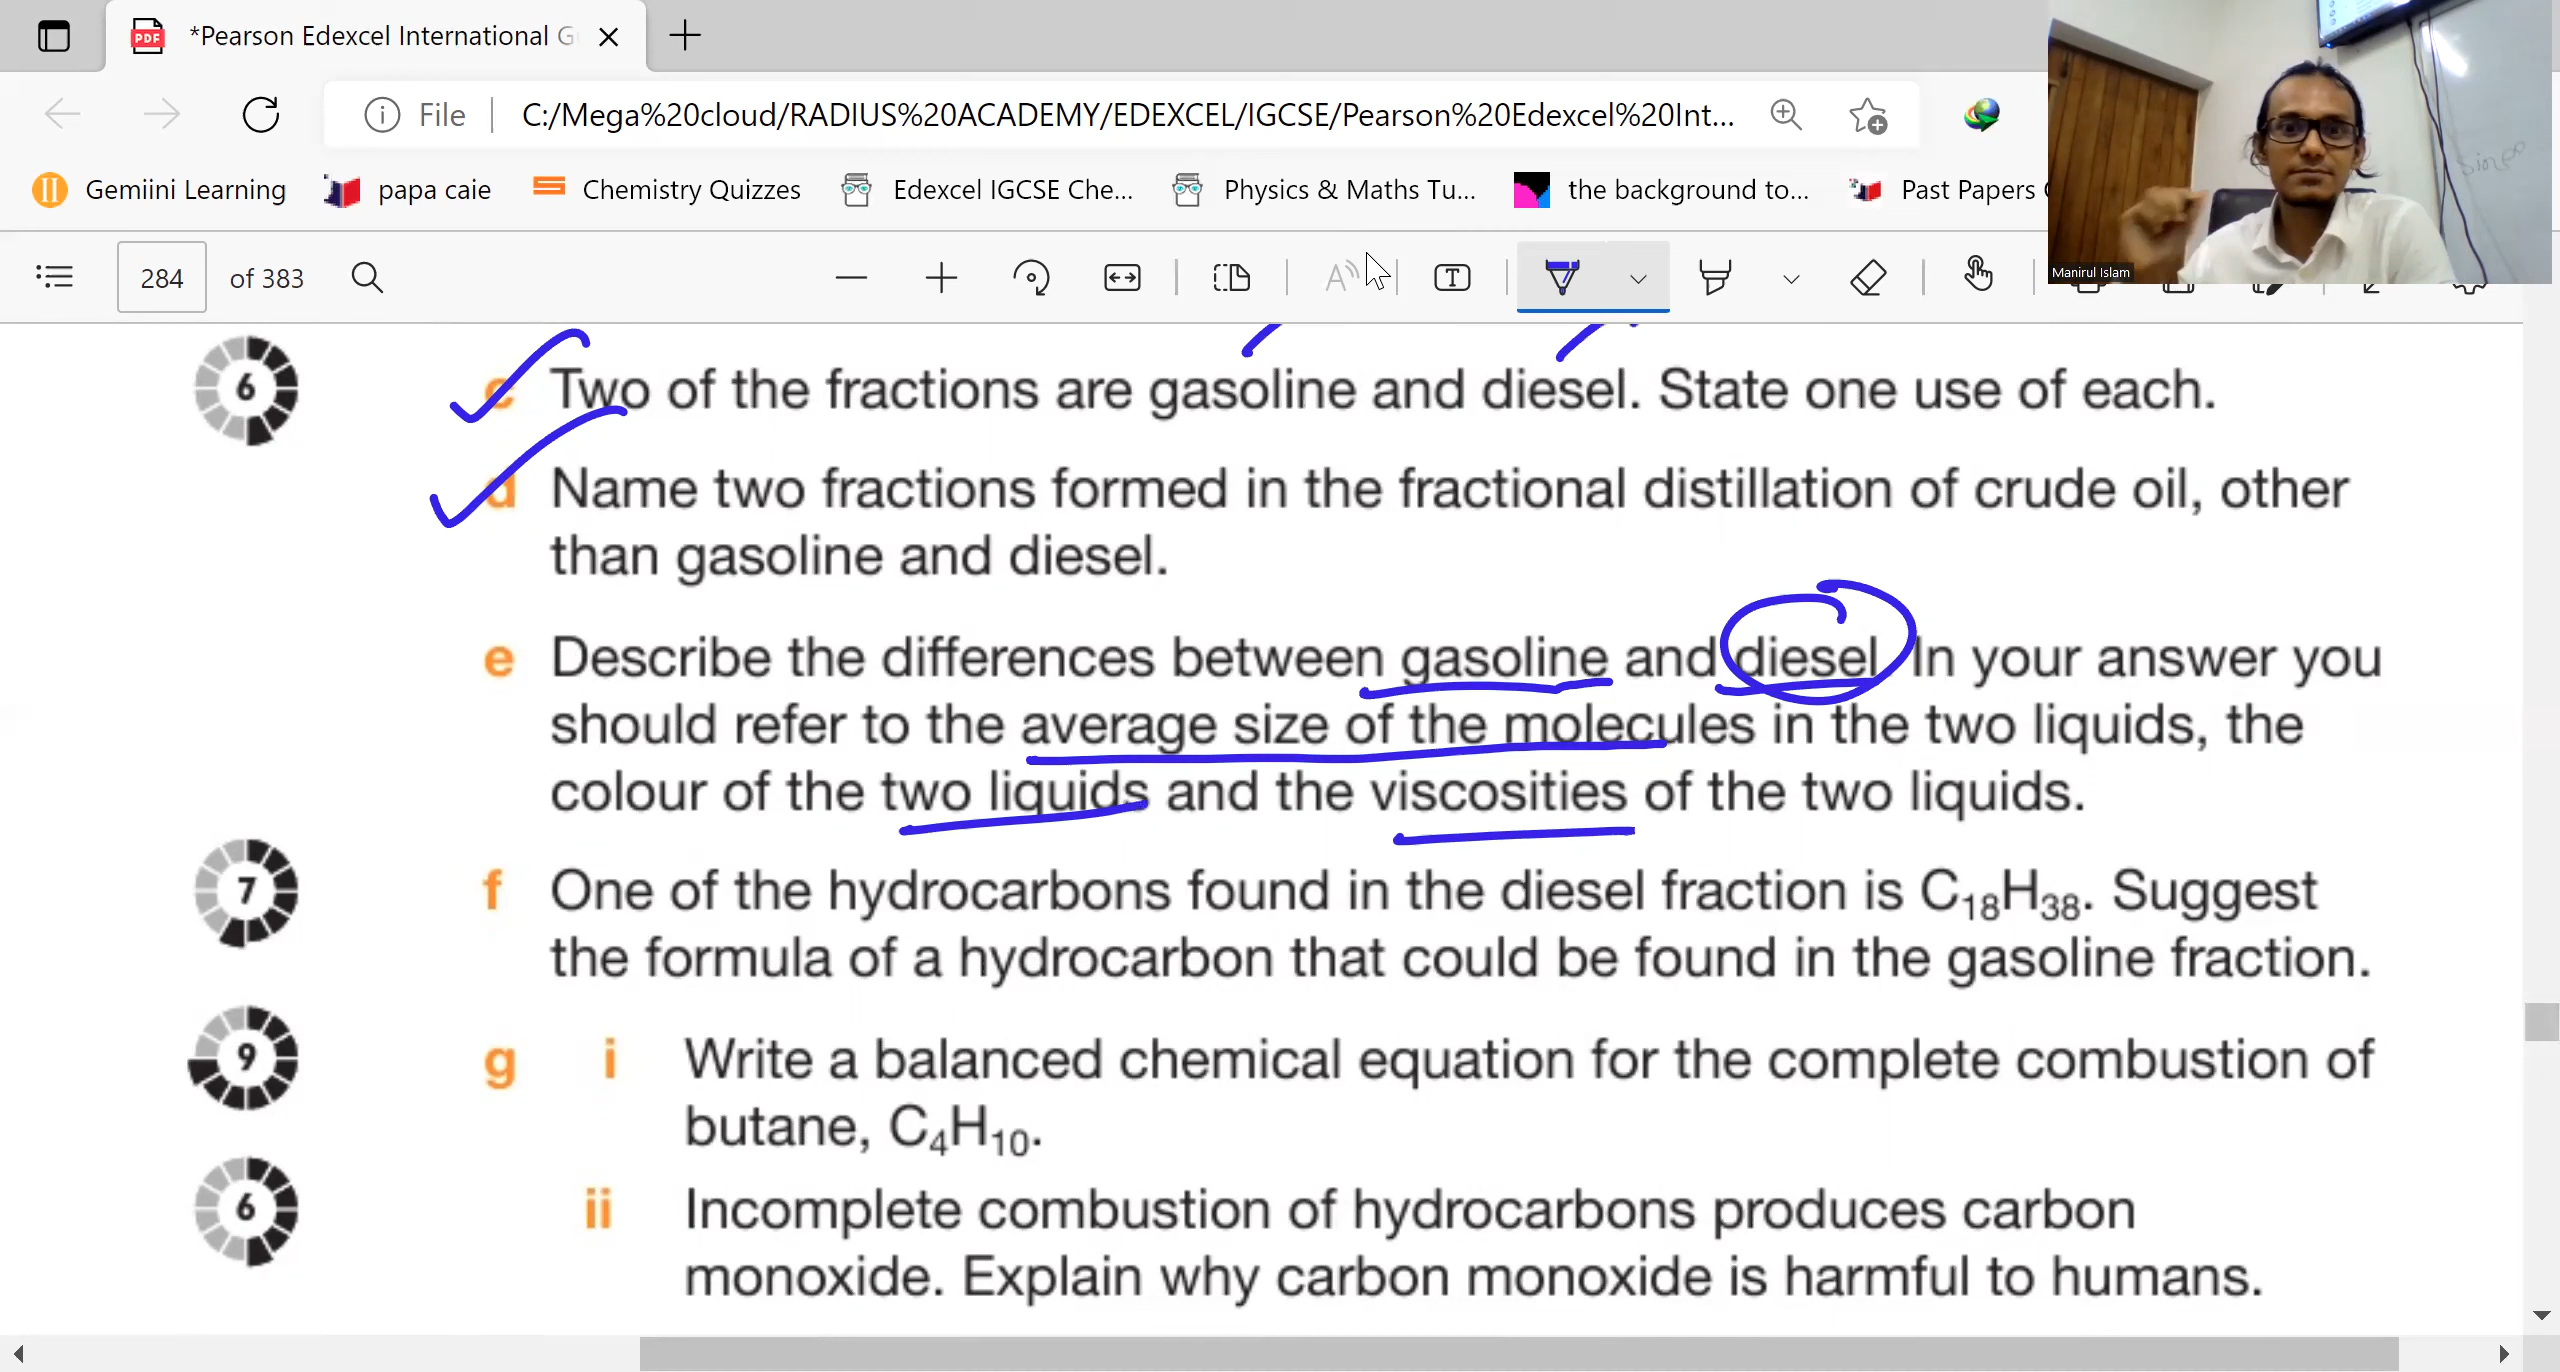 *Pearson Edexcel International G
File C:/Mega%20cloud/RADIUS%20ACADEMY/EDEXCEL/IGCSE/Pearson%20Edexcel%20Int...
Gemiini Learning papa caie Chemistry Quizzes Edexcel IGCSE Che... Physics & Maths Tu... the background to... Past Papers
Manirul Islam
284 of 383
6 c Two of the fractions are gasoline and diesel. State one use of each.
d Name two fractions formed in the fractional distillation of crude oil, other
than gasoline and diesel.
e Describe the differences between gasoline and diesel In your answer you
should refer to the average size of the molecules in the two liquids, the
colour of the two liquids and the viscosities of the two liquids.
7 f One of the hydrocarbons found in the diesel fraction is C₁₈H₃₈. Suggest
the formula of a hydrocarbon that could be found in the gasoline fraction.
9 g i Write a balanced chemical equation for the complete combustion of
butane, C₄H₁₀.
6 ii Incomplete combustion of hydrocarbons produces carbon
monoxide. Explain why carbon monoxide is harmful to humans.